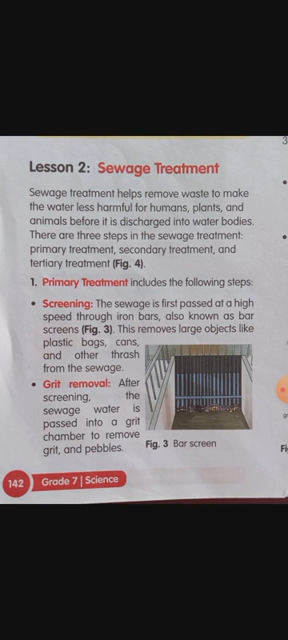 Lesson 2: Sewage Treatment
Sewage treatment helps remove waste to make
the water less harmful for humans, plants, and
animals before it is discharged into water bodies.
There are three steps in the sewage treatment:
primary treatment, secondary treatment, and
tertiary treatment (Fig. 4).
1. Primary Treatment includes the following steps:
• Screening: The sewage is first passed at a high
speed through iron bars, also known as bar
screens (Fig. 3). This removes large objects like
plastic bags, cans,
and other thrash
from the sewage.
• Grit removal: After
screening, the
sewage water is
passed into a grit
chamber to remove
grit, and pebbles.
Fig. 3 Bar screen
142 Grade 7 | Science